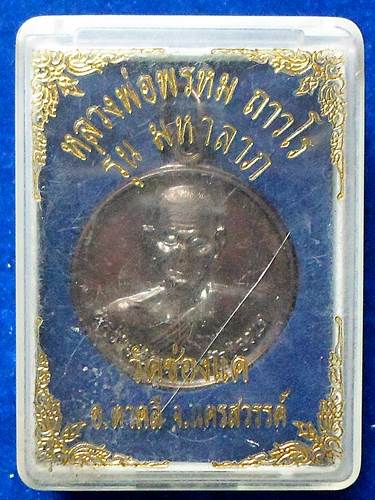 หลวงพ่อพรหม ถาวโร
รุ่น มหาลาภ
วัดช่องแค
อ.ตาคลี จ.นครสวรรค์